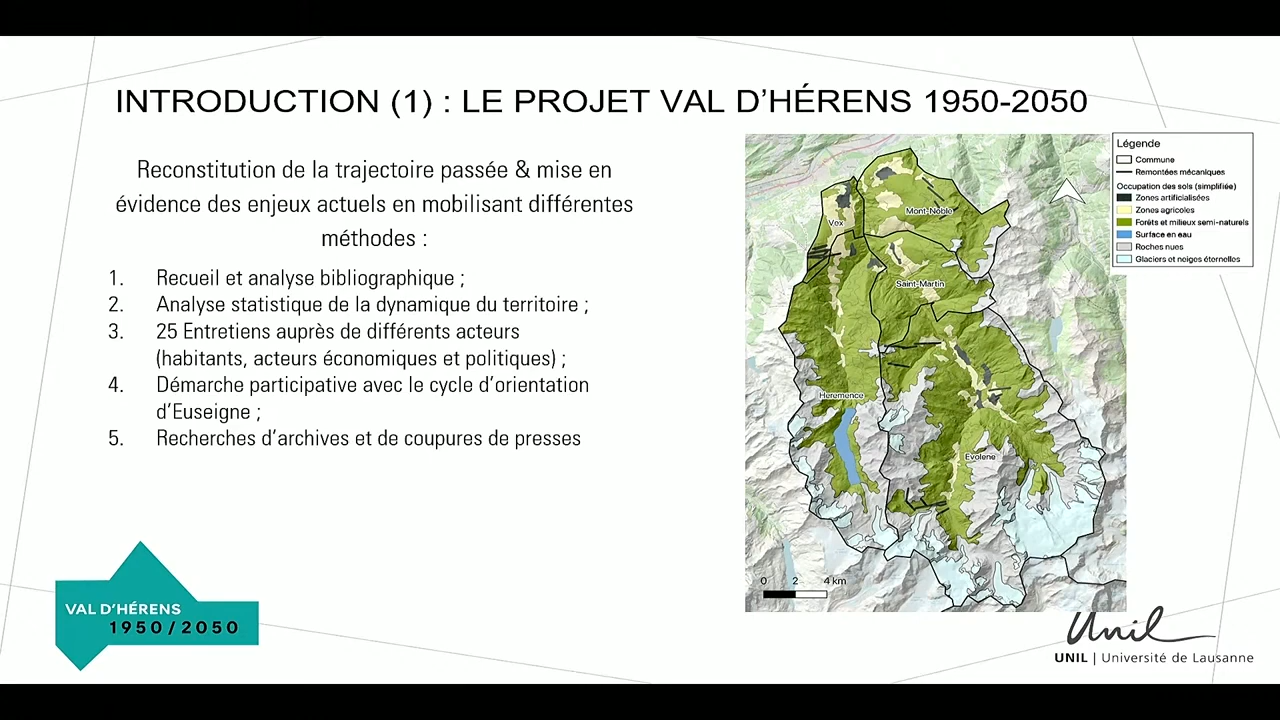 INTRODUCTION (1) : LE PROJET VAL D'HÉRENS 1950-2050
Reconstitution de la trajectoire passée & mise en
évidence des enjeux actuels en mobilisant différentes
méthodes :
1. Recueil et analyse bibliographique ;
2. Analyse statistique de la dynamique du territoire ;
3. 25 Entretiens auprès de différents acteurs
(habitants, acteurs économiques et politiques) ;
4. Démarche participative avec le cycle d'orientation
d'Euseigne ;
5. Recherches d'archives et de coupures de presses
Légende
Commune
Remontées mécaniques
Occupation des sols (simplifiée)
Zones artificialisées
Zones agricoles
Forêts et milieux semi-naturels
Surface en eau
Roches nues
Glaciers et neiges éternelles
Mont-Noble
Vex
Saint-Martin
Hérémence
Evolène
0 2 4 km
VAL D'HÉRENS
1950/2050
Unil
UNIL | Université de Lausanne